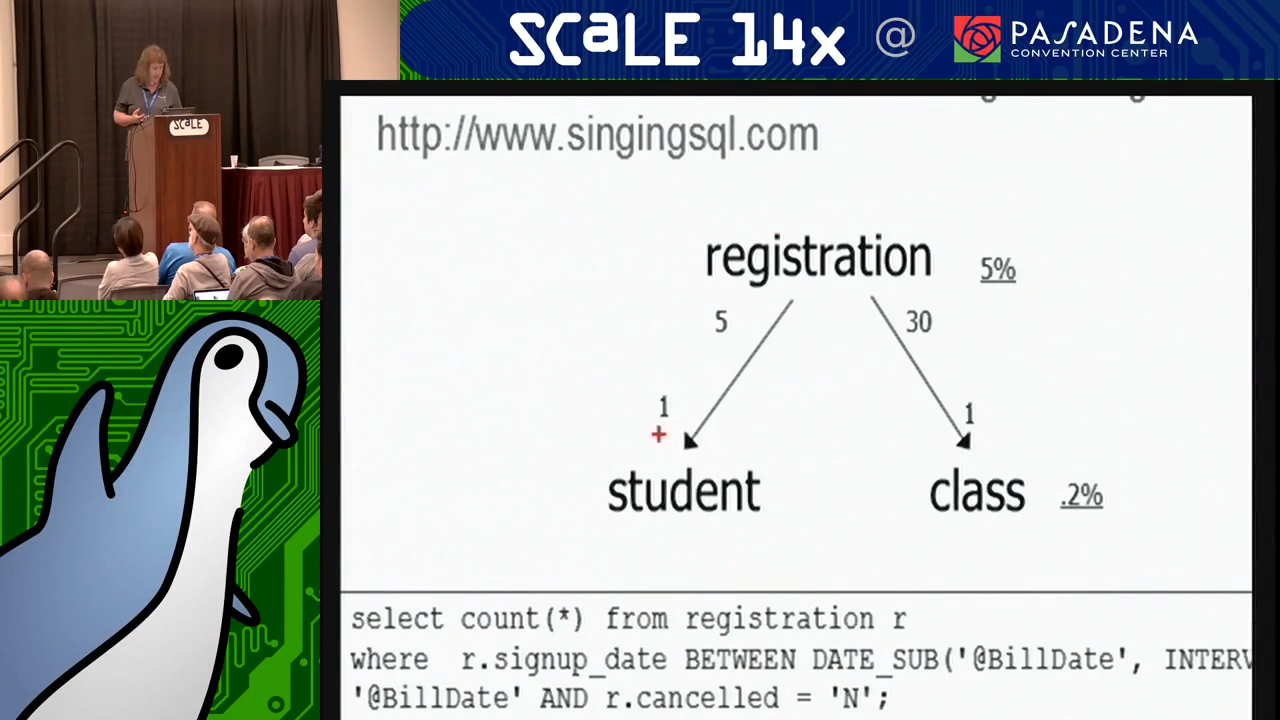 SCaLE 14x @ PASADENA
CONVENTION CENTER
SCaLE
http://www.singingsql.com
registration 5%
5 30
1 1
+
student class .2%
select count(*) from registration r
where r.signup_date BETWEEN DATE_SUB('@BillDate', INTERV
'@BillDate' AND r.cancelled = 'N';